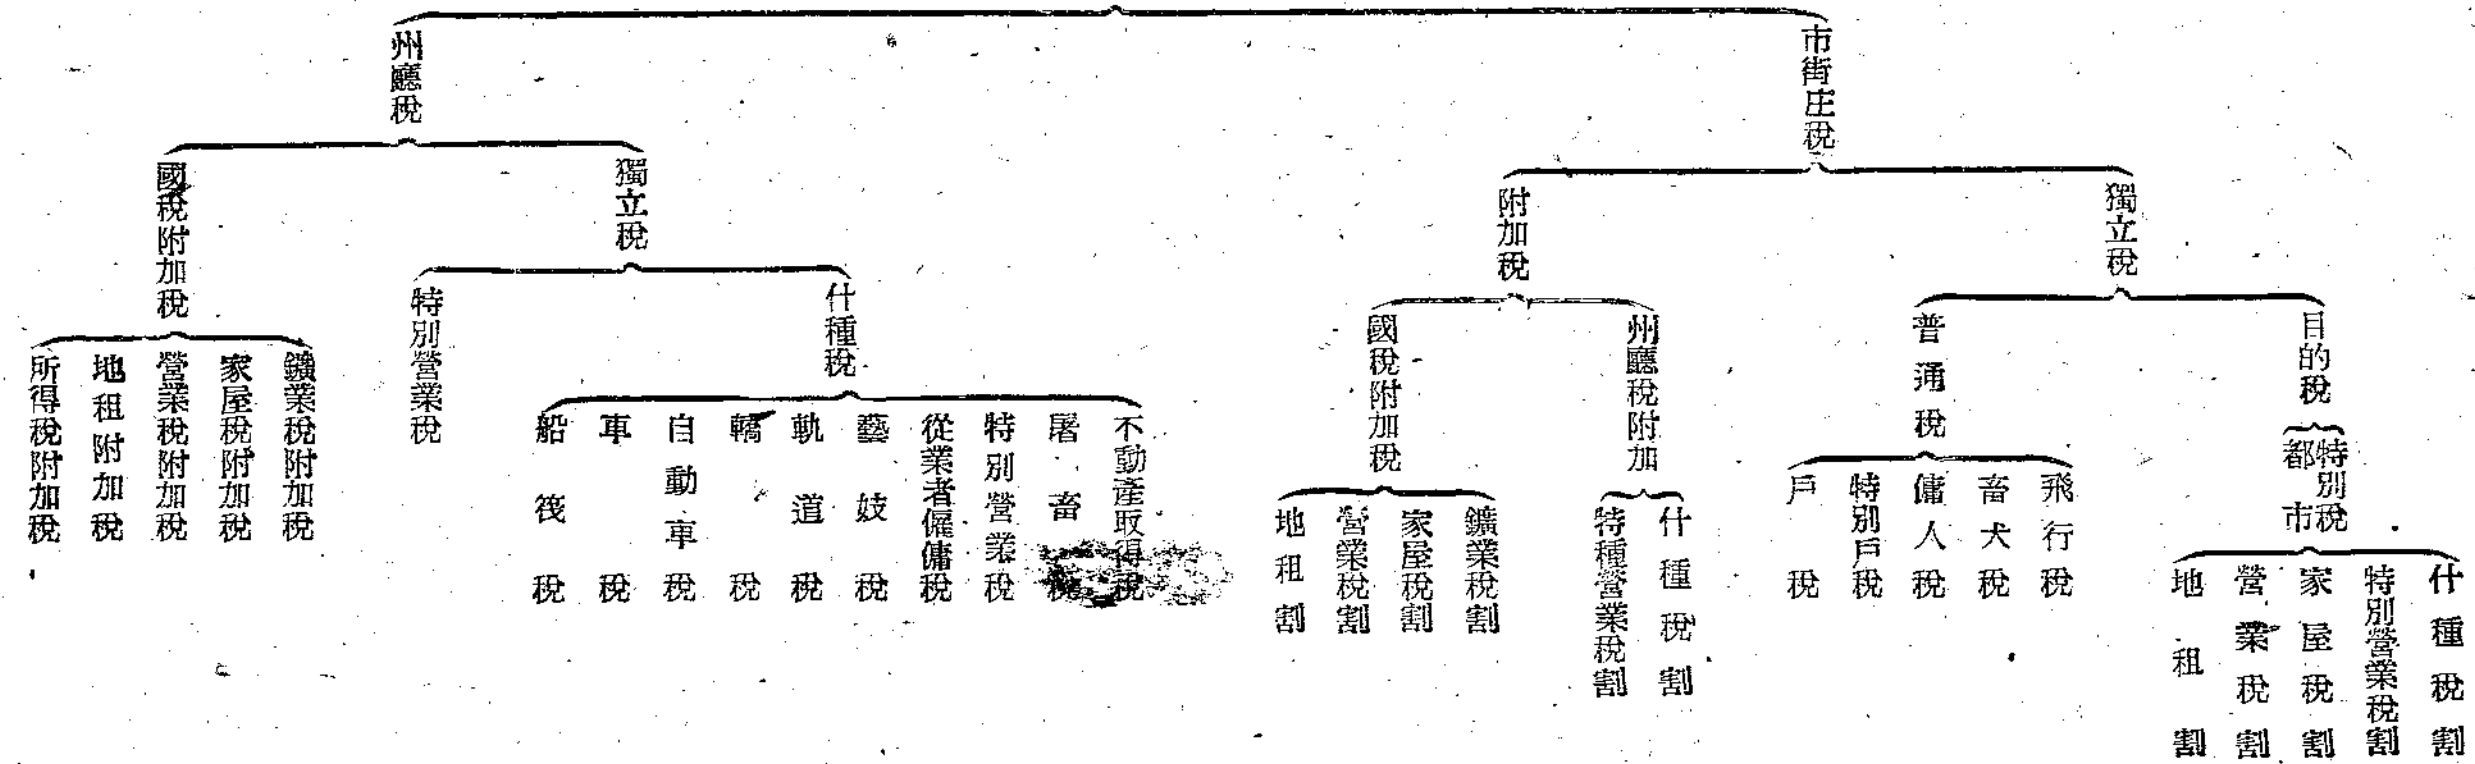 州廳稅
國稅附加稅
所得稅附加稅
地租附加稅
營業稅附加稅
家屋稅附加稅
鑛業稅附加稅
獨立稅
特別營業稅
什種稅
船筏稅
車稅
自動車稅
轎稅
軌道稅
藝妓稅
從業者僱傭稅
特別營業稅
屠畜稅
不動產取得稅
市街庄稅
附加稅
國稅附加稅
地租割
營業稅割
家屋稅割
鑛業稅割
州廳稅附加
特種營業稅割
什種稅割
獨立稅
普通稅
戶稅
特別戶稅
傭人稅
畜犬稅
飛行稅
目的稅
都市
特別稅
地租割
營業稅割
家屋稅割
特別營業稅割
什種稅割